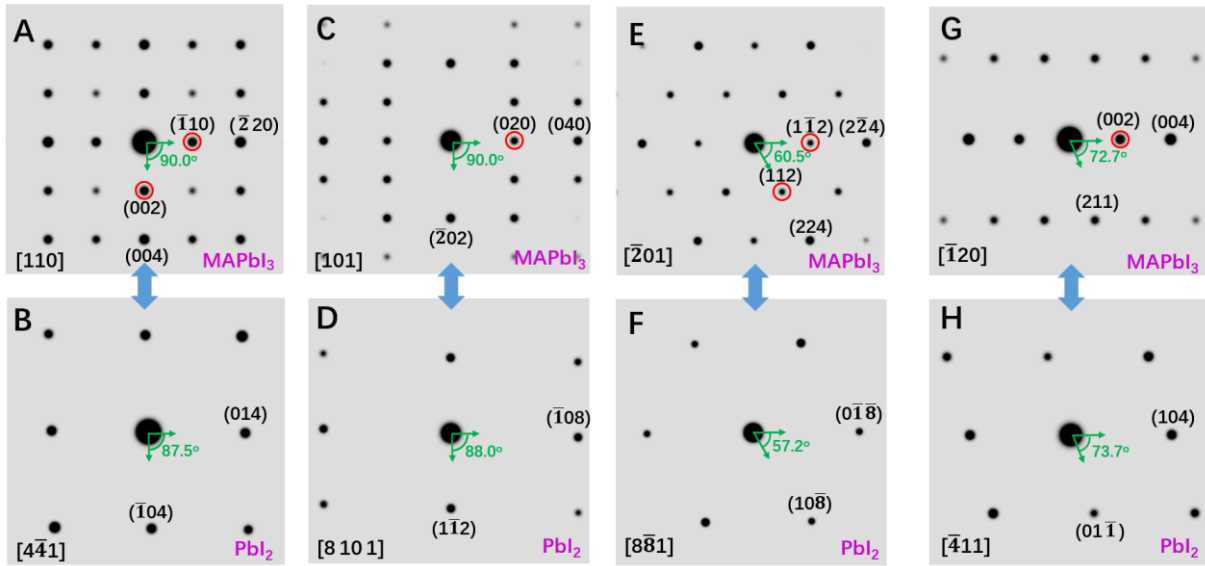 A
(1̅10)
(2̅20)
90.0°
(002)
(004)
[110]
MAPbI₃
C
(020)
(040)
90.0°
(2̅02)
[101]
MAPbI₃
E
(11̅2)
(22̅4)
60.5°
(112)
(224)
[2̅01]
MAPbI₃
G
(002)
(004)
72.7°
(211)
[1̅20]
MAPbI₃
B
(014)
87.5°
(1̅04)
[44̅1]
PbI₂
D
(1̅08)
88.0°
(11̅2)
[8 10 1]
PbI₂
F
(01̅8̅)
57.2°
(108̅)
[88̅1]
PbI₂
H
(104)
73.7°
(011̅)
[4̅11]
PbI₂